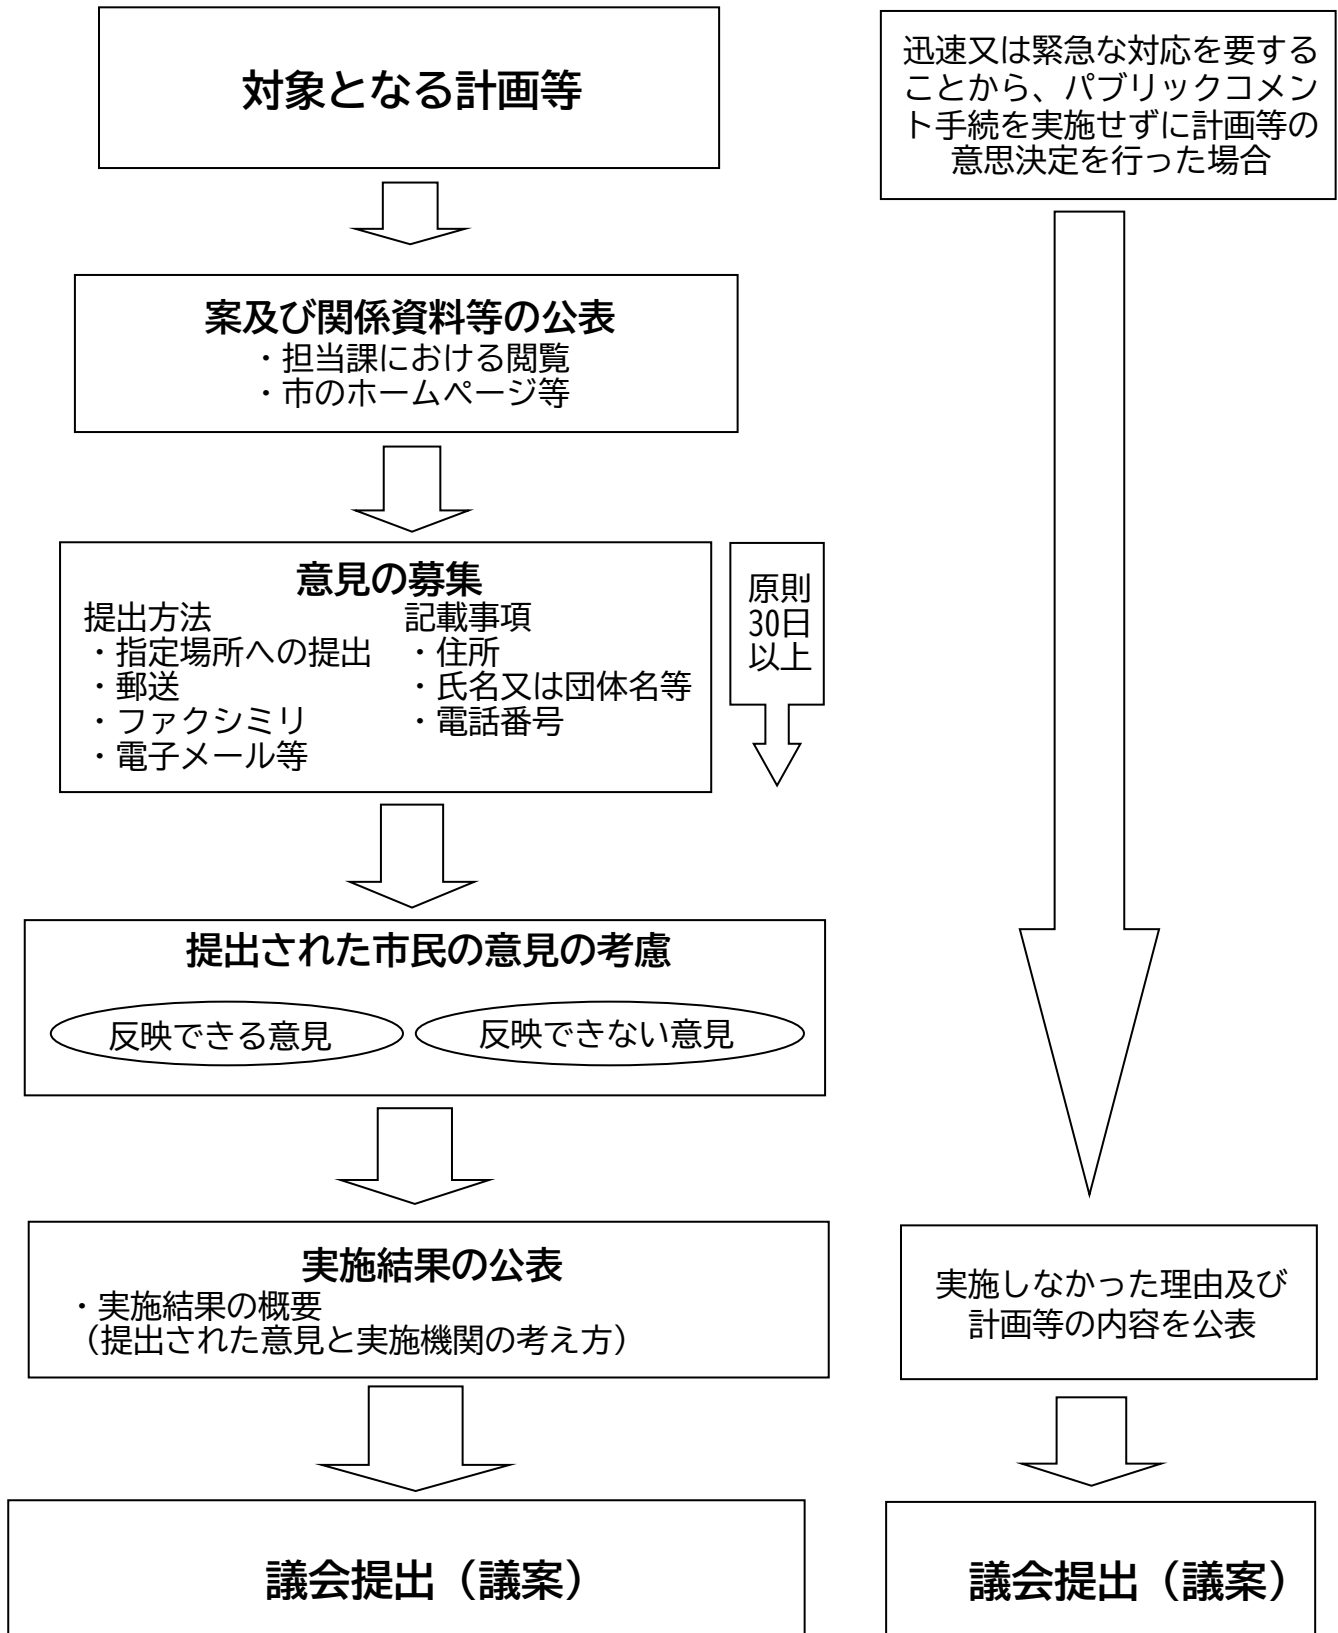 対象となる計画等
案及び関係資料等の公表
・担当課における閲覧
・市のホームページ等
意見の募集
提出方法
・指定場所への提出
・郵送
・ファクシミリ
・電子メール等
記載事項
・住所
・氏名又は団体名等
・電話番号
原則
30日
以上
提出された市民の意見の考慮
反映できる意見
反映できない意見
実施結果の公表
・実施結果の概要
（提出された意見と実施機関の考え方）
議会提出（議案）
迅速又は緊急な対応を要する
ことから、パブリックコメン
ト手続を実施せずに計画等の
意思決定を行った場合
実施しなかった理由及び
計画等の内容を公表
議会提出（議案）